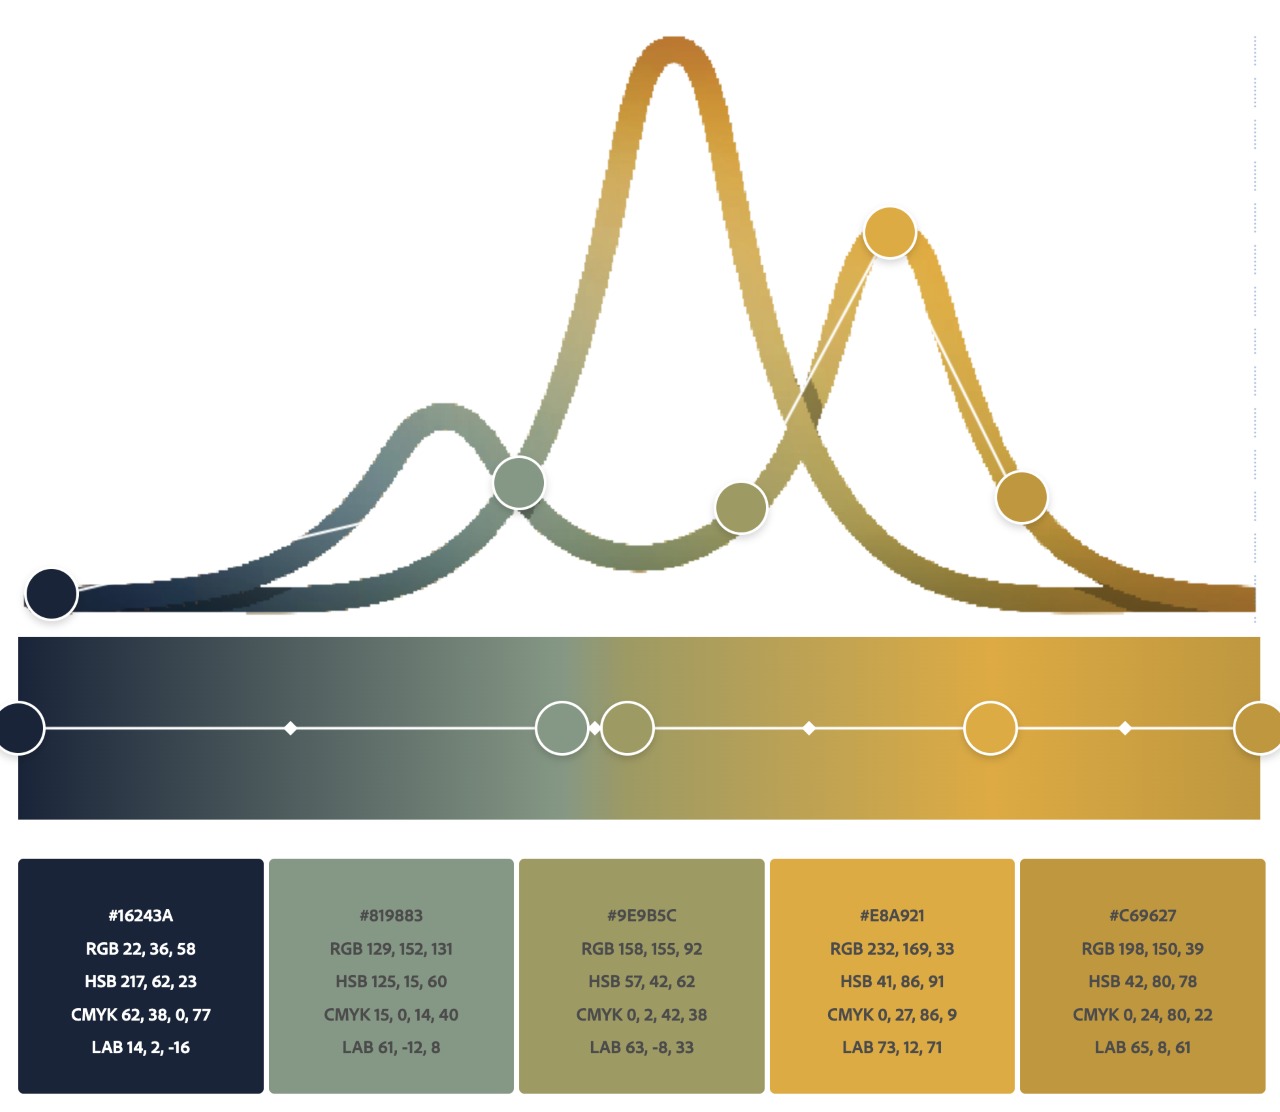 #16243A
RGB 22, 36, 58
HSB 217, 62, 23
CMYK 62, 38, 0, 77
LAB 14, 2, -16
#819883
RGB 129, 152, 131
HSB 125, 15, 60
CMYK 15, 0, 14, 40
LAB 61, -12, 8
#9E9B5C
RGB 158, 155, 92
HSB 57, 42, 62
CMYK 0, 2, 42, 38
LAB 63, -8, 33
#E8A921
RGB 232, 169, 33
HSB 41, 86, 91
CMYK 0, 27, 86, 9
LAB 73, 12, 71
#C69627
RGB 198, 150, 39
HSB 42, 80, 78
CMYK 0, 24, 80, 22
LAB 65, 8, 61